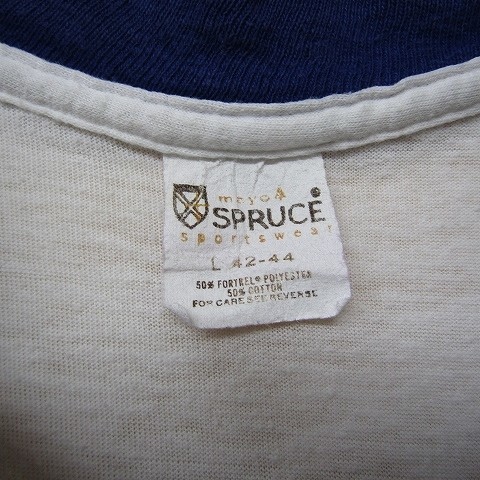 mayo
SPRUCE
sportswear
L 42-44
50% FORTREL® POLYESTER
50% COTTON
FOR CARE SEE REVERSE